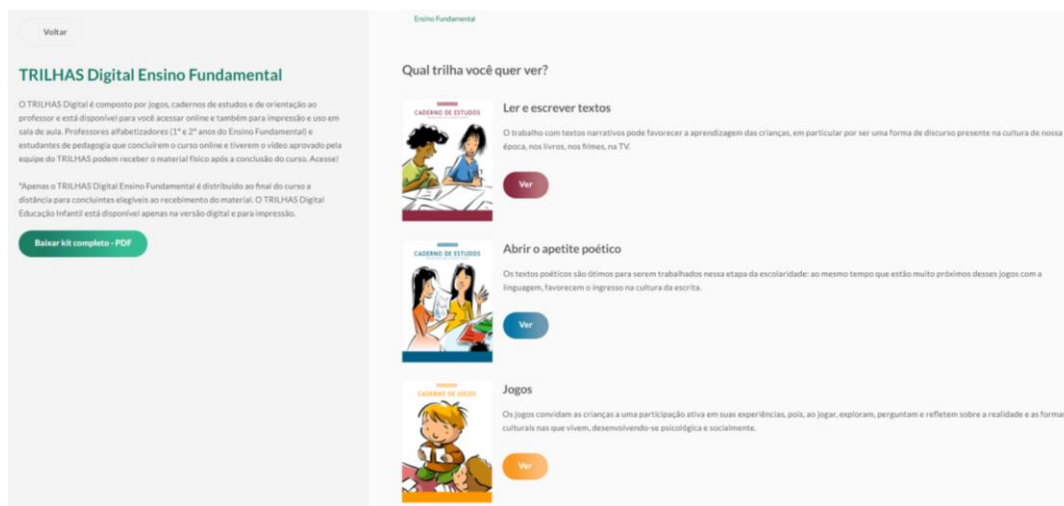 Voltar
TRILHAS Digital Ensino Fundamental
O TRILHAS Digital é composto por jogos, cadernos de estudos e de orientação ao
professor e está disponível para você acessar online e também para impressão e uso em
sala de aula. Professores alfabetizadores (1º e 2º anos do Ensino Fundamental) e
estudantes de pedagogia que concluírem o curso online e tiverem o vídeo aprovado pela
equipe do TRILHAS podem receber o material físico após a conclusão do curso. Acesse!
*Apenas o TRILHAS Digital Ensino Fundamental é distribuído ao final do curso a
distância para concluintes elegíveis ao recebimento do material. O TRILHAS Digital
Educação Infantil está disponível apenas na versão digital e para impressão.
Baixar kit completo - PDF
Ensino Fundamental
Qual trilha você quer ver?
CADERNO DE ESTUDOS
Ler e escrever textos
O trabalho com textos narrativos pode favorecer a aprendizagem das crianças, em particular por ser uma forma de discurso presente na cultura de nossa
época, nos livros, nos filmes, na TV.
Ver
CADERNO DE ESTUDOS
Abrir o apetite poético
Os textos poéticos são ótimos para serem trabalhados nessa etapa da escolaridade: ao mesmo tempo que estão muito próximos desses jogos com a
linguagem, favorecem o ingresso na cultura da escrita.
Ver
CADERNO DE JOGOS
Jogos
Os jogos convidam as crianças a uma participação ativa em suas experiências, pois, ao jogar, exploram, perguntam e refletem sobre a realidade e as formas
culturais nas que vivem, desenvolvendo-se psicológica e socialmente.
Ver